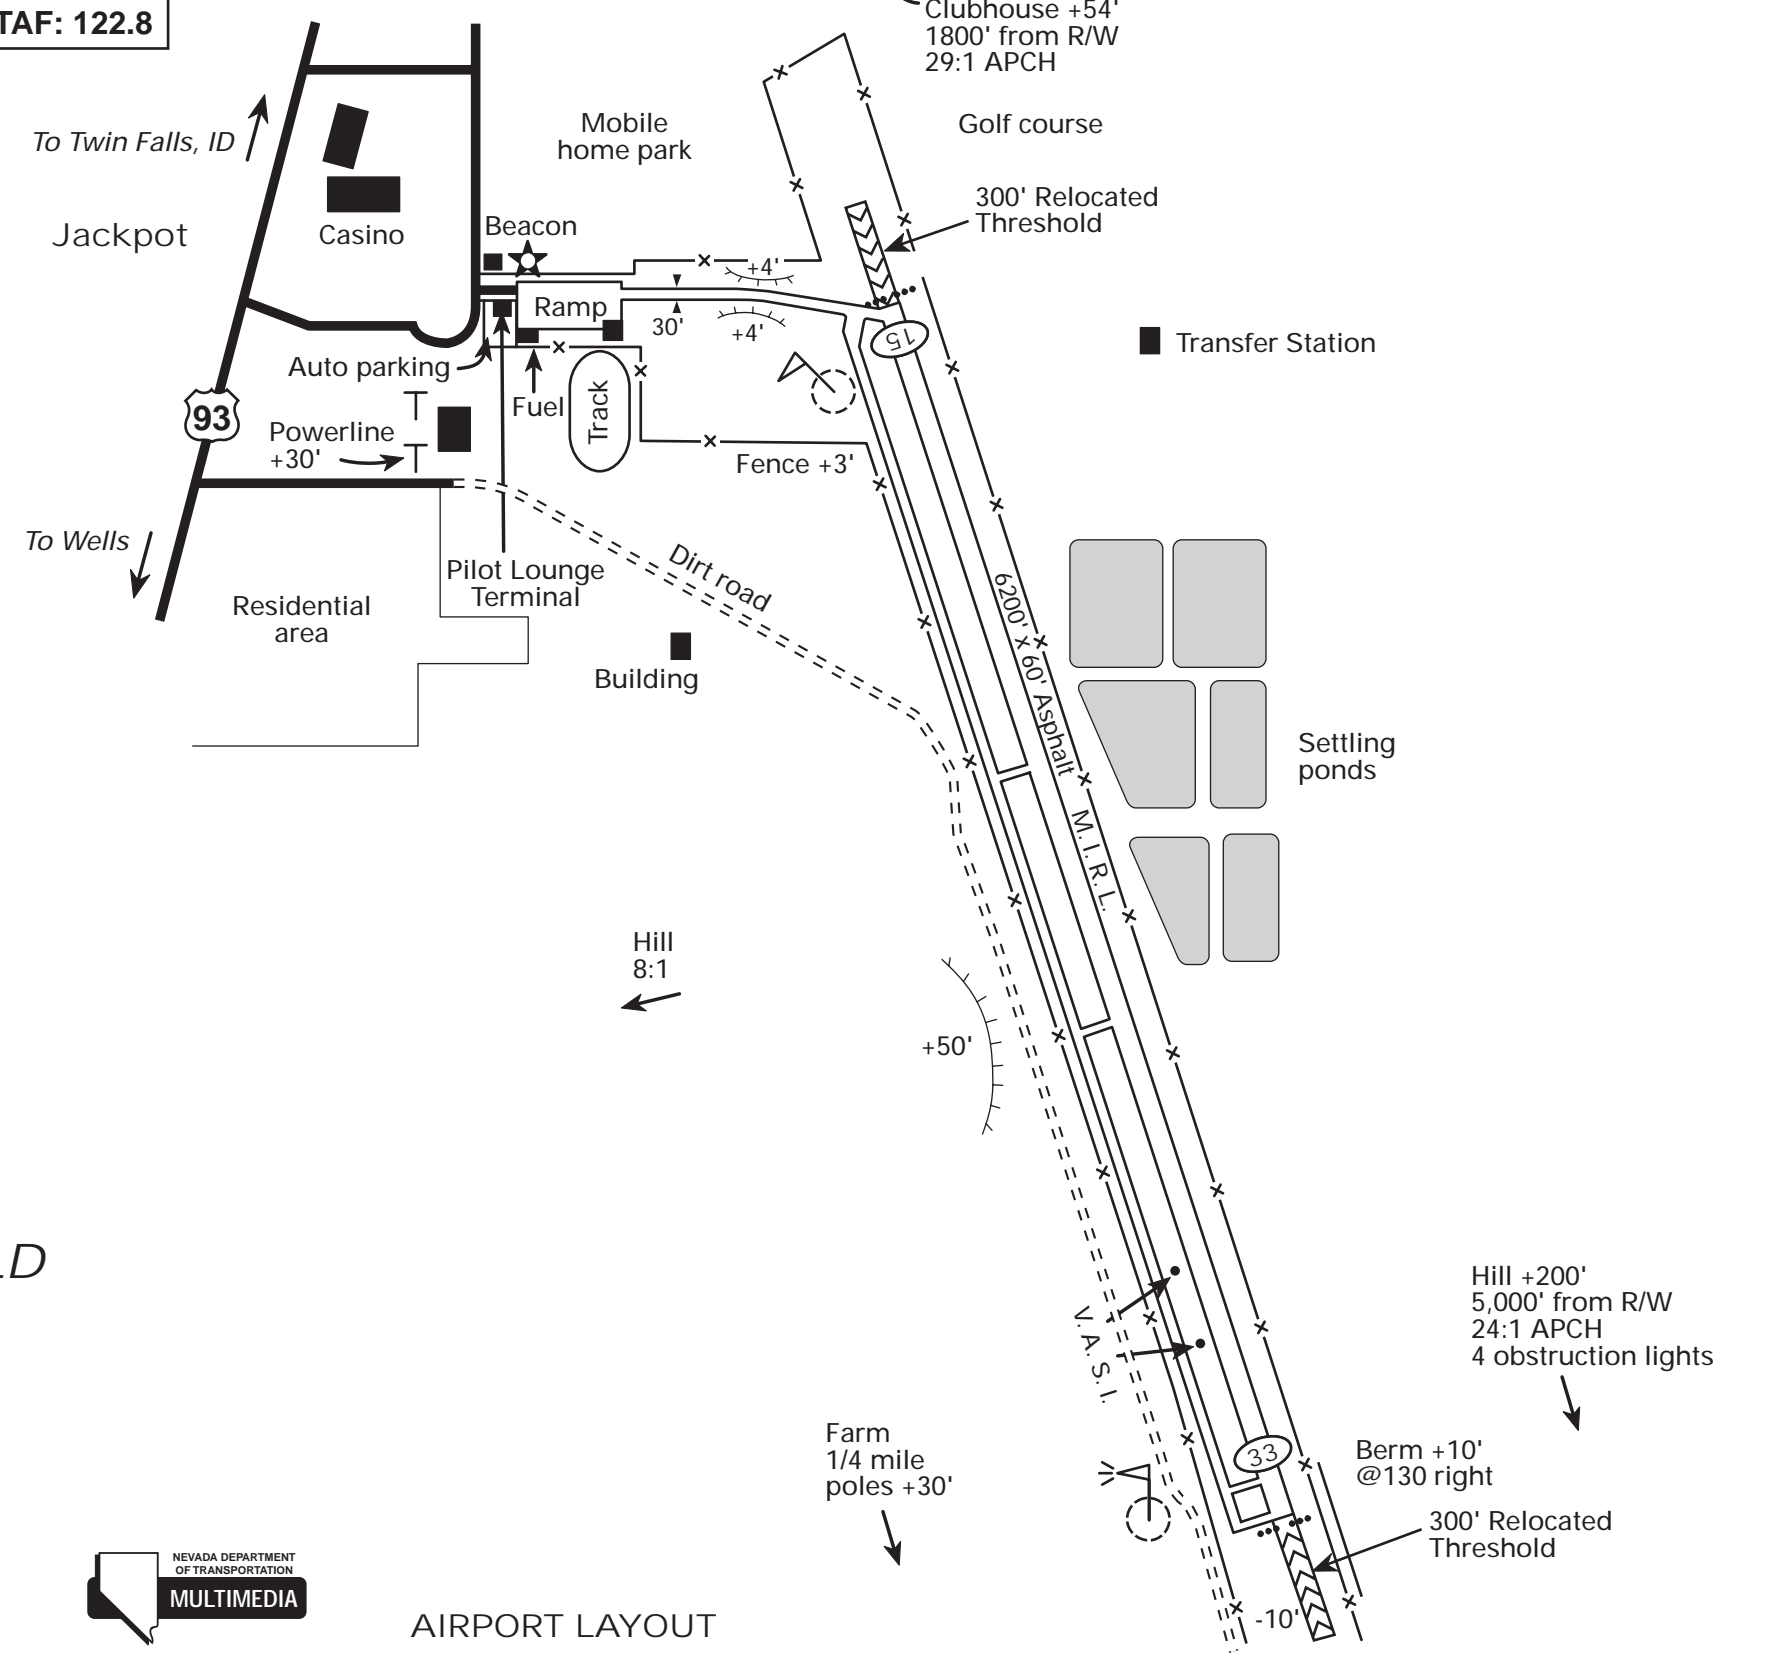 TAF: 122.8
Clubhouse +54'
1800' from R/W
29:1 APCH
To Twin Falls, ID
Mobile
home park
Golf course
300' Relocated
Threshold
Jackpot
Casino
Beacon
+4'
Ramp
30'
+4'
15
Transfer Station
Auto parking
Fuel
Track
93
Powerline
+30'
Fence +3'
To Wells
Pilot Lounge
Terminal
Dirt road
Residential
area
Building
6200' x 60' Asphalt M. I. R. L.
Settling
ponds
Hill
8:1
+50'
LD
V. A. S. I.
Hill +200'
5,000' from R/W
24:1 APCH
4 obstruction lights
Farm
1/4 mile
poles +30'
33
Berm +10'
@130 right
300' Relocated
Threshold
-10'
NEVADA DEPARTMENT
OF TRANSPORTATION
MULTIMEDIA
AIRPORT LAYOUT